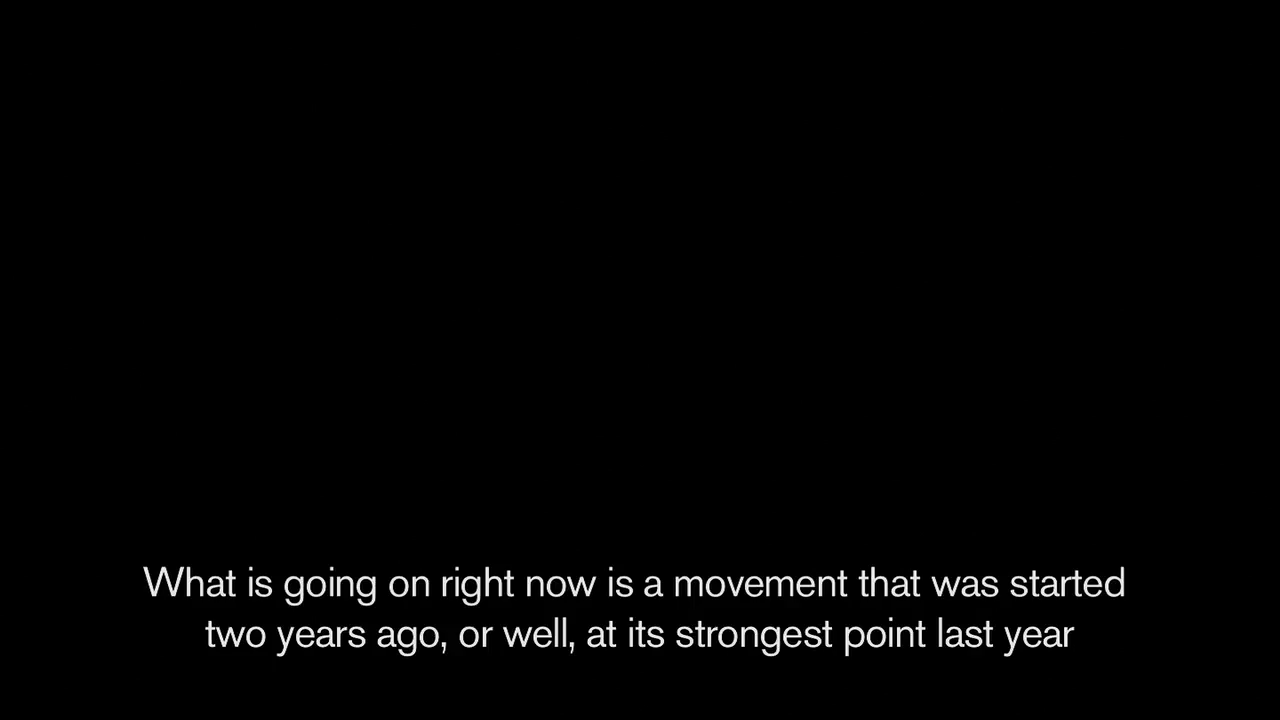 What is going on right now is a movement that was started
two years ago, or well, at its strongest point last year